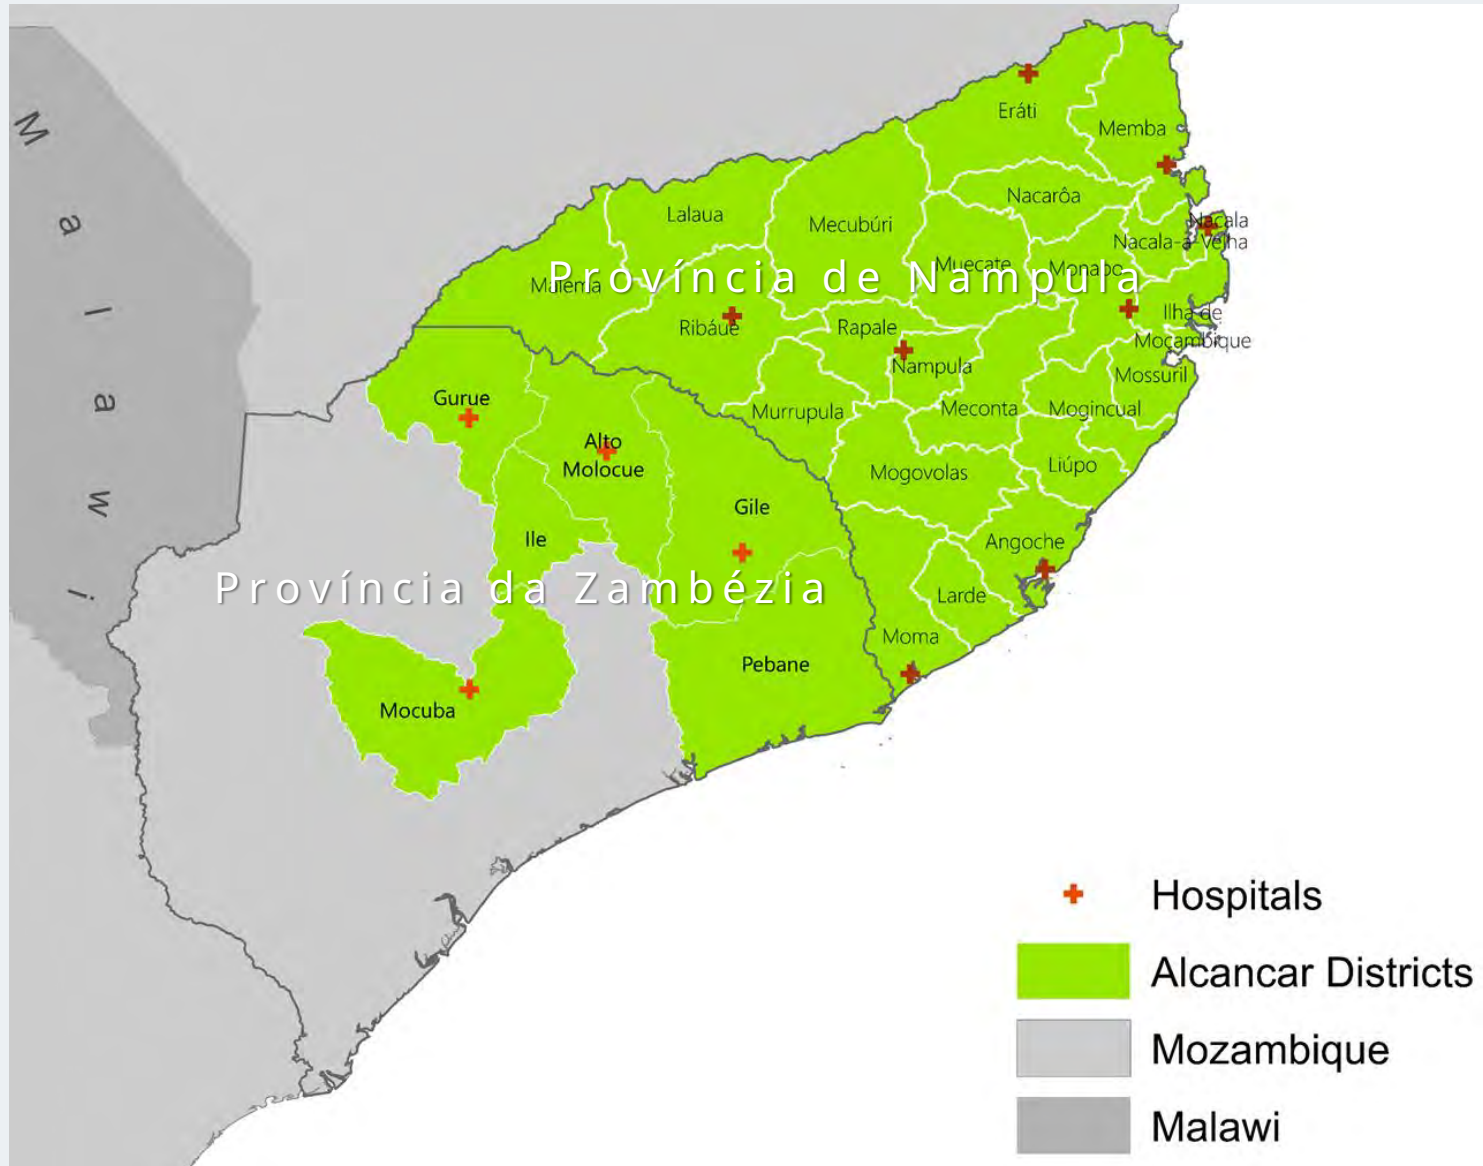 Malawi
Eráti
Memba
Nacarôa
Lalaua
Mecubúri
Nacala
Nacala-a-Velha
Muecate
Monapo
Província de Nampula
Malema
Ribáuè
Rapale
Ilha de
Moçambique
Nampula
Mossuril
Gurue
Murrupula
Meconta
Mogincual
Alto
Molocue
Mogovolas
Liúpo
Gile
Ile
Angoche
Província da Zambézia
Larde
Moma
Pebane
Mocuba
Hospitals
Alcancar Districts
Mozambique
Malawi